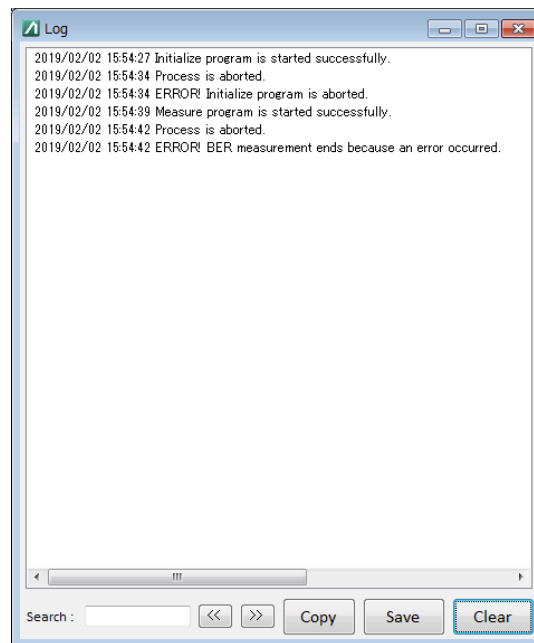 Log
2019/02/02 15:54:27 Initialize program is started successfully.
2019/02/02 15:54:34 Process is aborted.
2019/02/02 15:54:34 ERROR! Initialize program is aborted.
2019/02/02 15:54:39 Measure program is started successfully.
2019/02/02 15:54:42 Process is aborted.
2019/02/02 15:54:42 ERROR! BER measurement ends because an error occurred.
Search : << >> Copy Save Clear